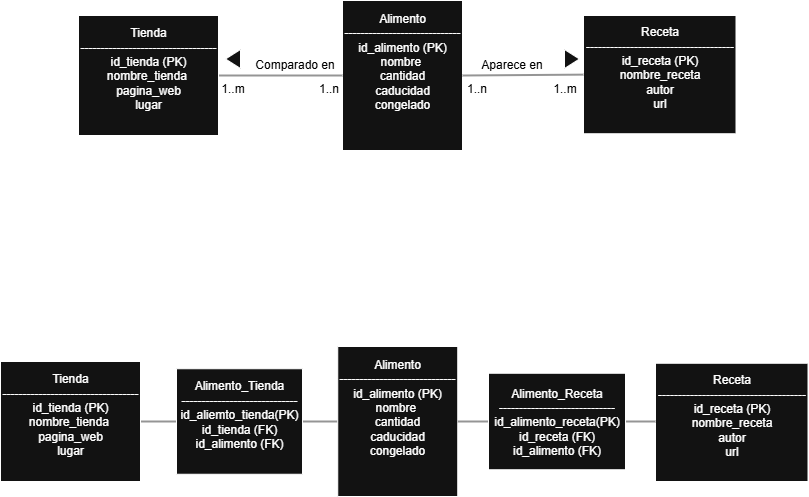 Tienda
id_tienda (PK)
nombre_tienda
pagina_web
lugar
Comparado en
1..m
1..n
Alimento
id_alimento (PK)
nombre
cantidad
caducidad
congelado
Aparece en
1..n
1..m
Receta
id_receta (PK)
nombre_receta
autor
url
Tienda
id_tienda (PK)
nombre_tienda
pagina_web
lugar
Alimento_Tienda
id_aliemto_tienda(PK)
id_tienda (FK)
id_alimento (FK)
Alimento
id_alimento (PK)
nombre
cantidad
caducidad
congelado
Alimento_Receta
id_alimento_receta(PK)
id_receta (FK)
id_alimento (FK)
Receta
id_receta (PK)
nombre_receta
autor
url